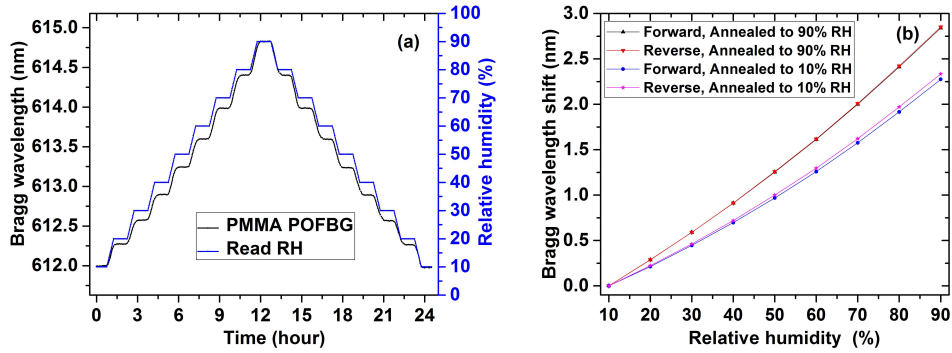 (a)
Bragg wavelength (nm)
615.0
614.5
614.0
613.5
613.0
612.5
612.0
PMMA POFBG
Read RH
0 3 6 9 12 15 18 21 24
Time (hour)
100
90
80
70
60
50
40
30
20
10
0
Relative humidity (%)
(b)
Bragg wavelength shift (nm)
3.0
2.5
2.0
1.5
1.0
0.5
0.0
Forward, Annealed to 90% RH
Reverse, Annealed to 90% RH
Forward, Annealed to 10% RH
Reverse, Annealed to 10% RH
10 20 30 40 50 60 70 80 90
Relative humidity (%)